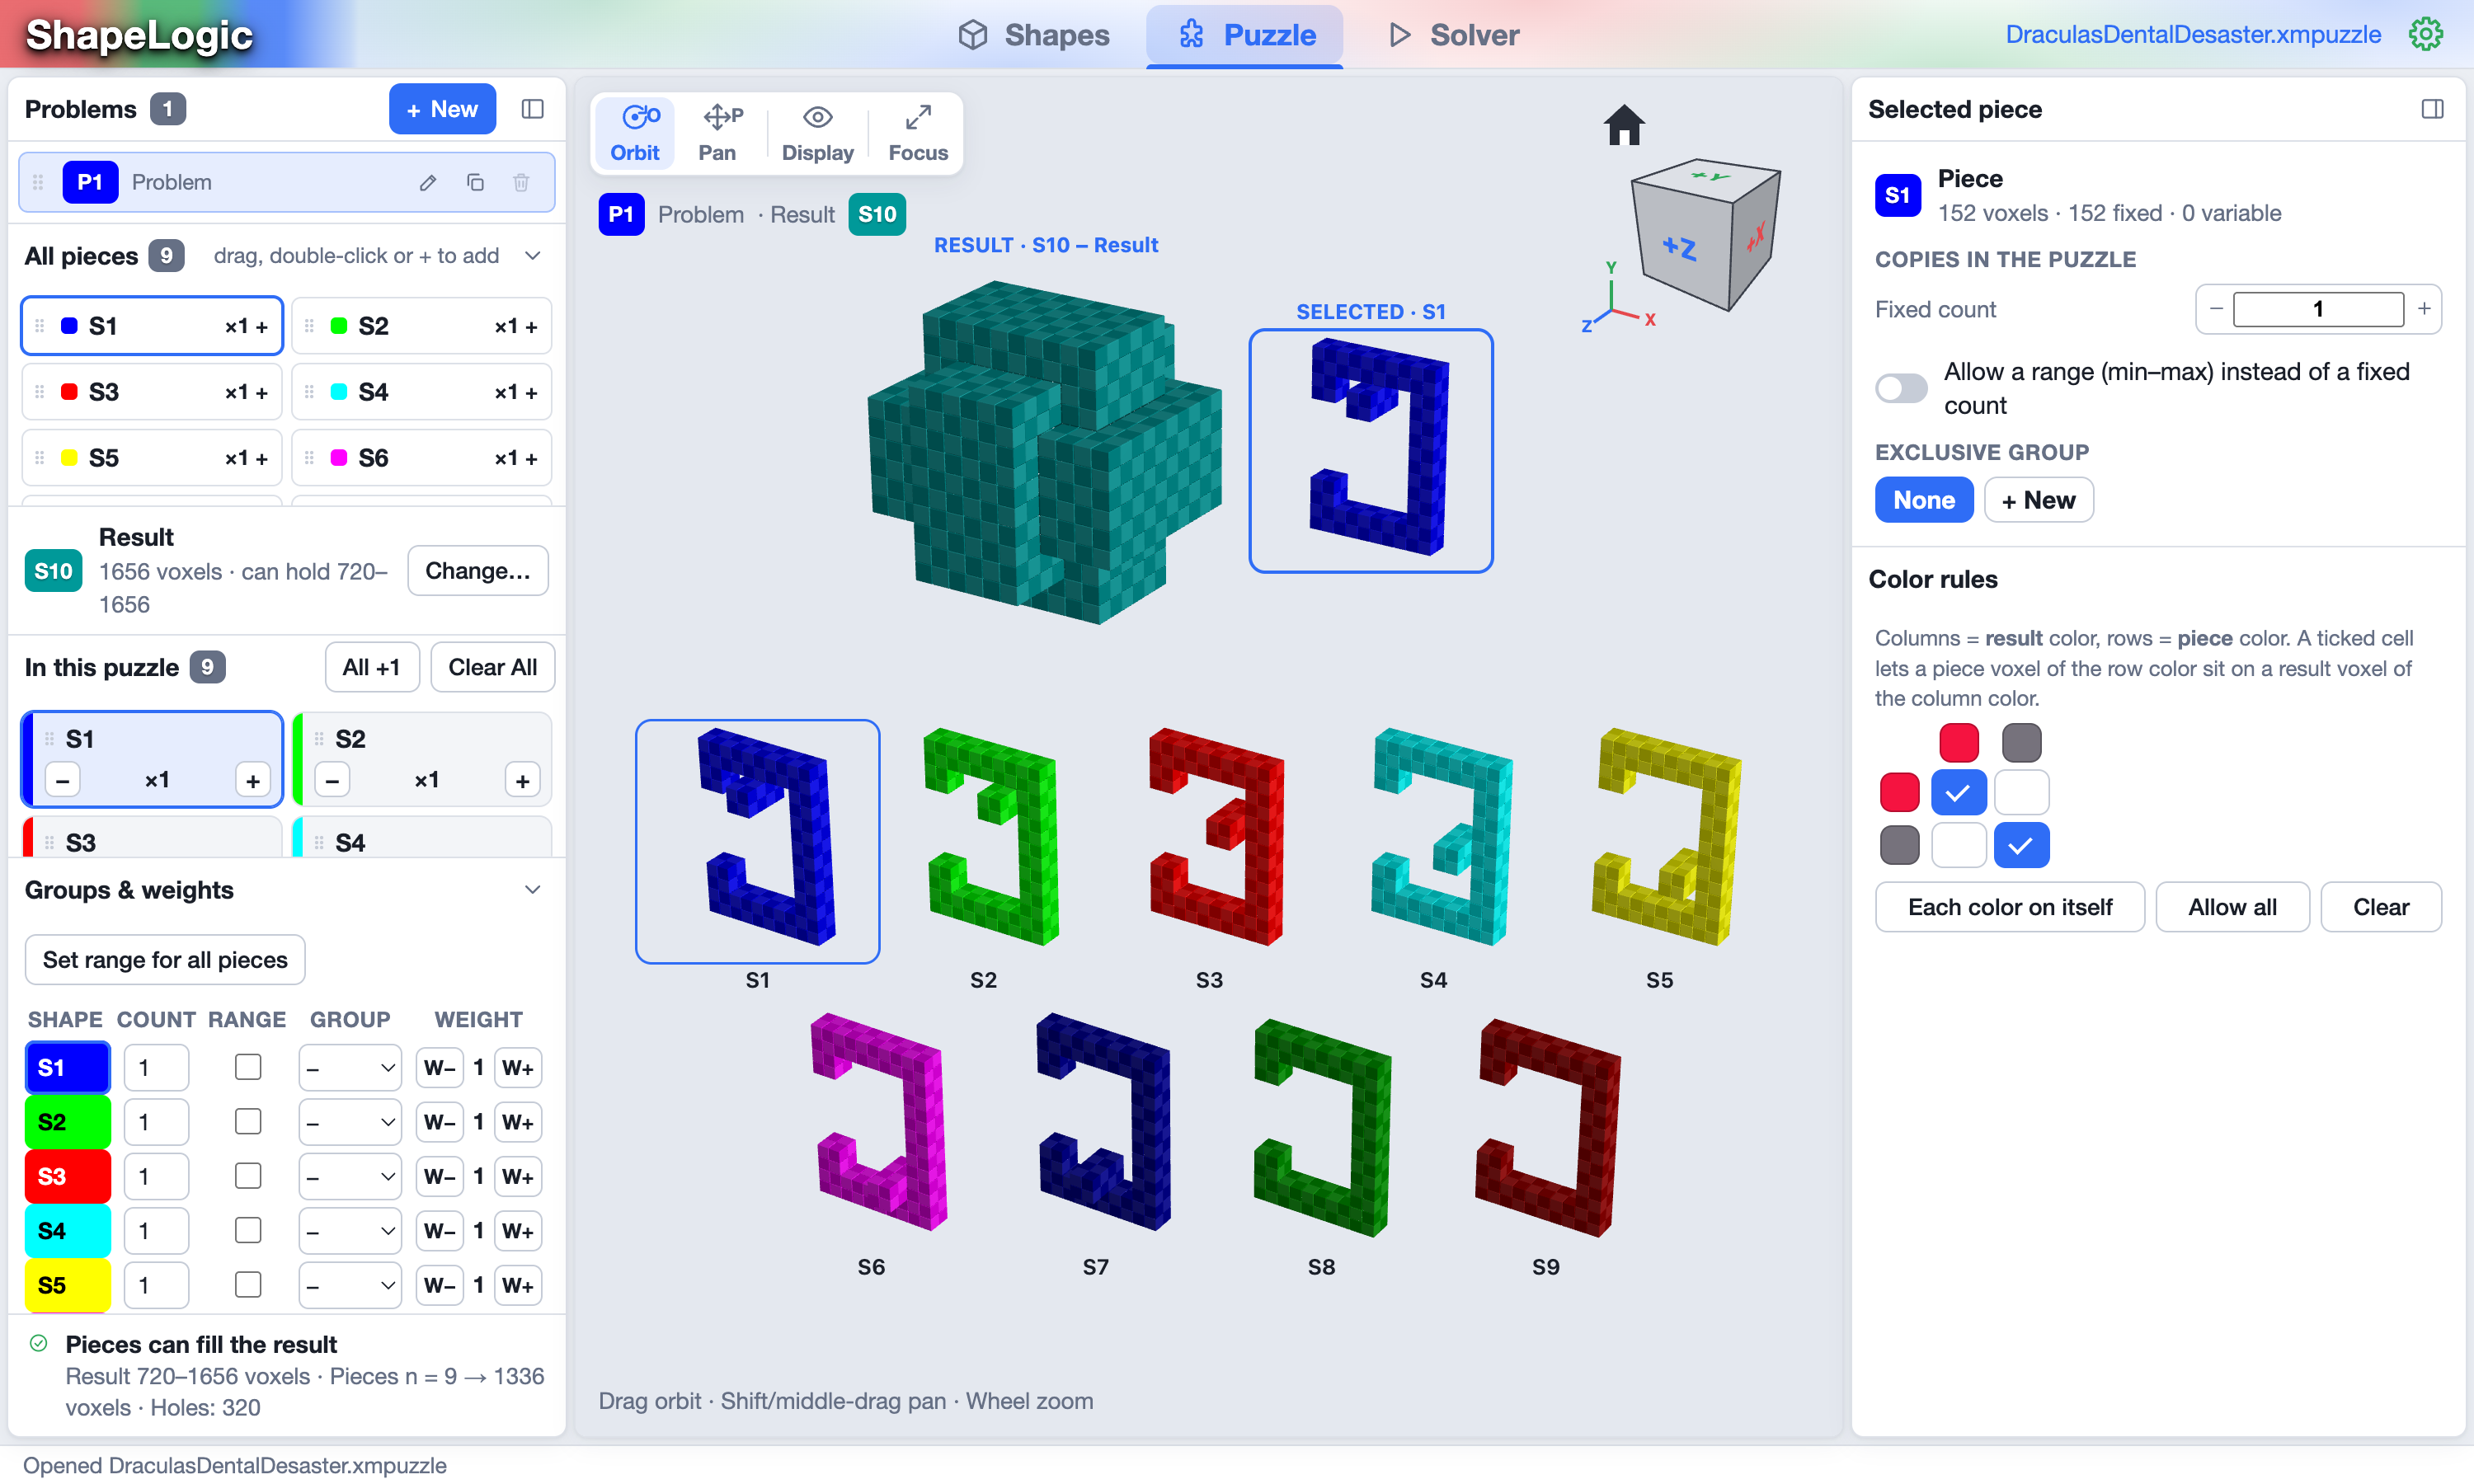 ShapeLogic
Shapes
Puzzle
Solver
DraculasDentalDesaster.xmpuzzle
Problems 1
+ New
P1 Problem
All pieces 9 drag, double-click or + to add
S1 ×1 +
S2 ×1 +
S3 ×1 +
S4 ×1 +
S5 ×1 +
S6 ×1 +
S10
Result
1656 voxels · can hold 720–
1656
Change...
In this puzzle 9
All +1
Clear All
S1
− ×1 +
S2
− ×1 +
S3
S4
Groups & weights
Set range for all pieces
SHAPE COUNT RANGE GROUP WEIGHT
S1 1 – W− 1 W+
S2 1 – W− 1 W+
S3 1 – W− 1 W+
S4 1 – W− 1 W+
S5 1 – W− 1 W+
Pieces can fill the result
Result 720–1656 voxels · Pieces n = 9 → 1336
voxels · Holes: 320
O
Orbit
P
Pan
Display
Focus
P1 Problem · Result S10
RESULT · S10 – Result
SELECTED · S1
+Y
+Z
+X
Y
Z
X
S1
S2
S3
S4
S5
S6
S7
S8
S9
Drag orbit · Shift/middle-drag pan · Wheel zoom
Selected piece
S1
Piece
152 voxels · 152 fixed · 0 variable
COPIES IN THE PUZZLE
Fixed count
− 1 +
Allow a range (min–max) instead of a fixed
count
EXCLUSIVE GROUP
None
+ New
Color rules
Columns = result color, rows = piece color. A ticked cell
lets a piece voxel of the row color sit on a result voxel of
the column color.
Each color on itself
Allow all
Clear
Opened DraculasDentalDesaster.xmpuzzle